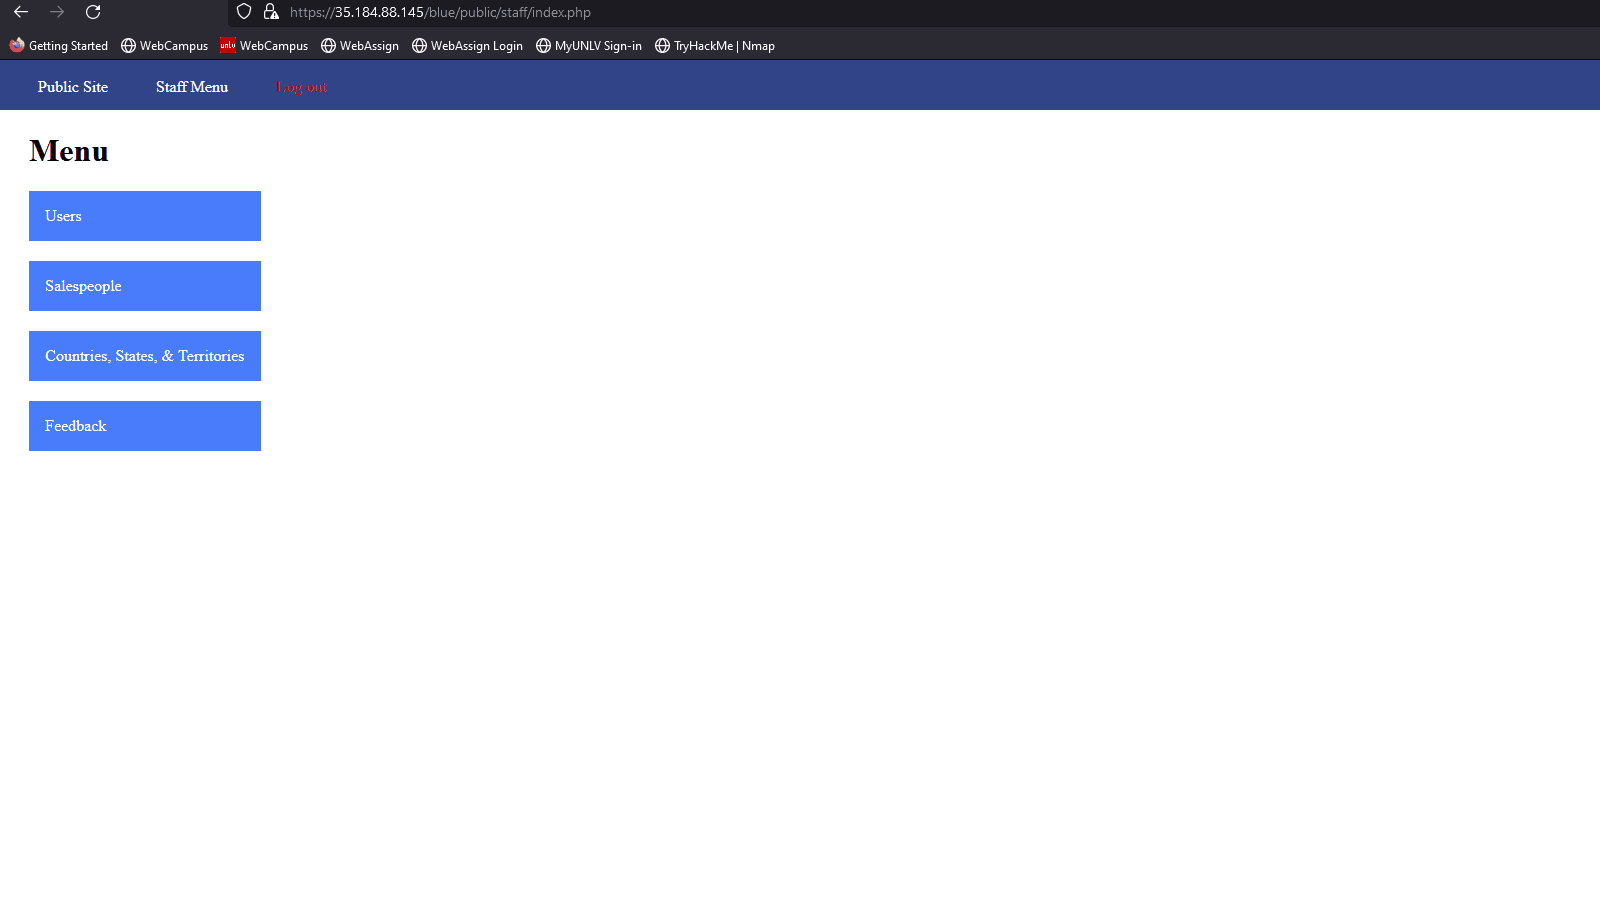 https://35.184.88.145/blue/public/staff/index.php
Getting Started WebCampus UNLV WebCampus WebAssign WebAssign Login MyUNLV Sign-in TryHackMe | Nmap
Public Site Staff Menu Log out
Menu
Users
Salespeople
Countries, States, & Territories
Feedback